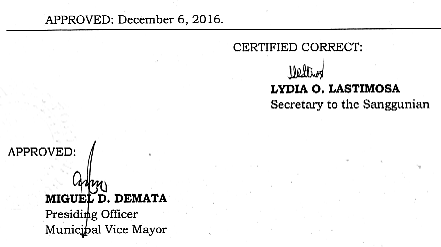 APPROVED: December 6, 2016.
CERTIFIED CORRECT:
LYDIA O. LASTIMOSA
Secretary to the Sanggunian
APPROVED:
MIGUEL D. DEMATA
Presiding Officer
Municipal Vice Mayor